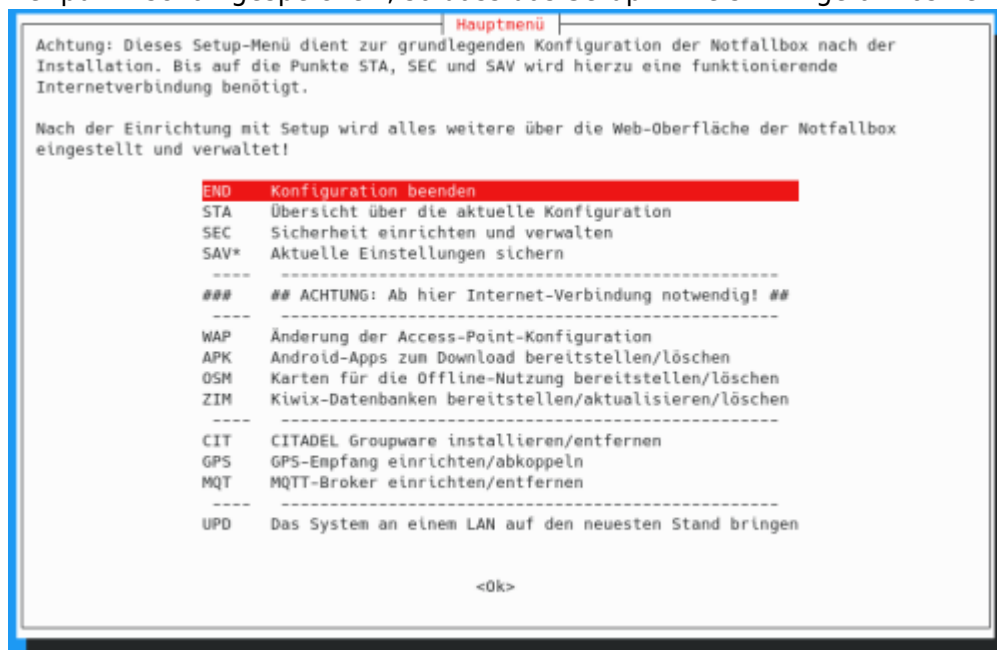 Hauptmenü
Achtung: Dieses Setup-Menü dient zur grundlegenden Konfiguration der Notfallbox nach der
Installation. Bis auf die Punkte STA, SEC und SAV wird hierzu eine funktionierende
Internetverbindung benötigt.
Nach der Einrichtung mit Setup wird alles weitere über die Web-Oberfläche der Notfallbox
eingestellt und verwaltet!
END Konfiguration beenden
STA Übersicht über die aktuelle Konfiguration
SEC Sicherheit einrichten und verwalten
SAV* Aktuelle Einstellungen sichern
---- --------------------------------------------------
### ## ACHTUNG: Ab hier Internet-Verbindung notwendig! ##
---- --------------------------------------------------
WAP Änderung der Access-Point-Konfiguration
APK Android-Apps zum Download bereitstellen/löschen
OSM Karten für die Offline-Nutzung bereitstellen/löschen
ZIM Kiwix-Datenbanken bereitstellen/aktualisieren/löschen
---- --------------------------------------------------
CIT CITADEL Groupware installieren/entfernen
GPS GPS-Empfang einrichten/abkoppeln
MQT MQTT-Broker einrichten/entfernen
---- --------------------------------------------------
UPD Das System an einem LAN auf den neuesten Stand bringen
<Ok>